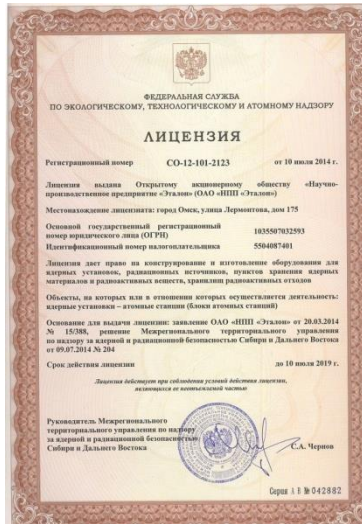 ФЕДЕРАЛЬНАЯ СЛУЖБА
ПО ЭКОЛОГИЧЕСКОМУ, ТЕХНОЛОГИЧЕСКОМУ И АТОМНОМУ НАДЗОРУ
ЛИЦЕНЗИЯ
Регистрационный номер СО-12-101-2123 от 10 июля 2014 г.
Лицензия выдана Открытому акционерному обществу «Научно-
производственное предприятие «Эталон» (ОАО «НПП «Эталон»)
Местонахождение лицензиата: город Омск, улица Лермонтова, дом 175
Основной государственный регистрационный
номер юридического лица (ОГРН) 1035507032593
Идентификационный номер налогоплательщика 5504087401
Лицензия дает право на конструирование и изготовление оборудования для
ядерных установок, радиационных источников, пунктов хранения ядерных
материалов и радиоактивных веществ, хранилищ радиоактивных отходов
Объекты, на которых или в отношении которых осуществляется деятельность:
ядерные установки – атомные станции (блоки атомных станций)
Основание для выдачи лицензии: заявление ОАО «НПП «Эталон» от 20.03.2014
№ 15/388, решение Межрегионального территориального управления
по надзору за ядерной и радиационной безопасностью Сибири и Дальнего Востока
от 09.07.2014 № 204
Срок действия лицензии до 10 июля 2019 г.
Лицензия действует при соблюдении условий действия лицензии,
являющихся ее неотъемлемой частью
Руководитель Межрегионального
территориального управления по надзору
за ядерной и радиационной безопасностью
Сибири и Дальнего Востока С.А. Чернов
Серия А В № 042882